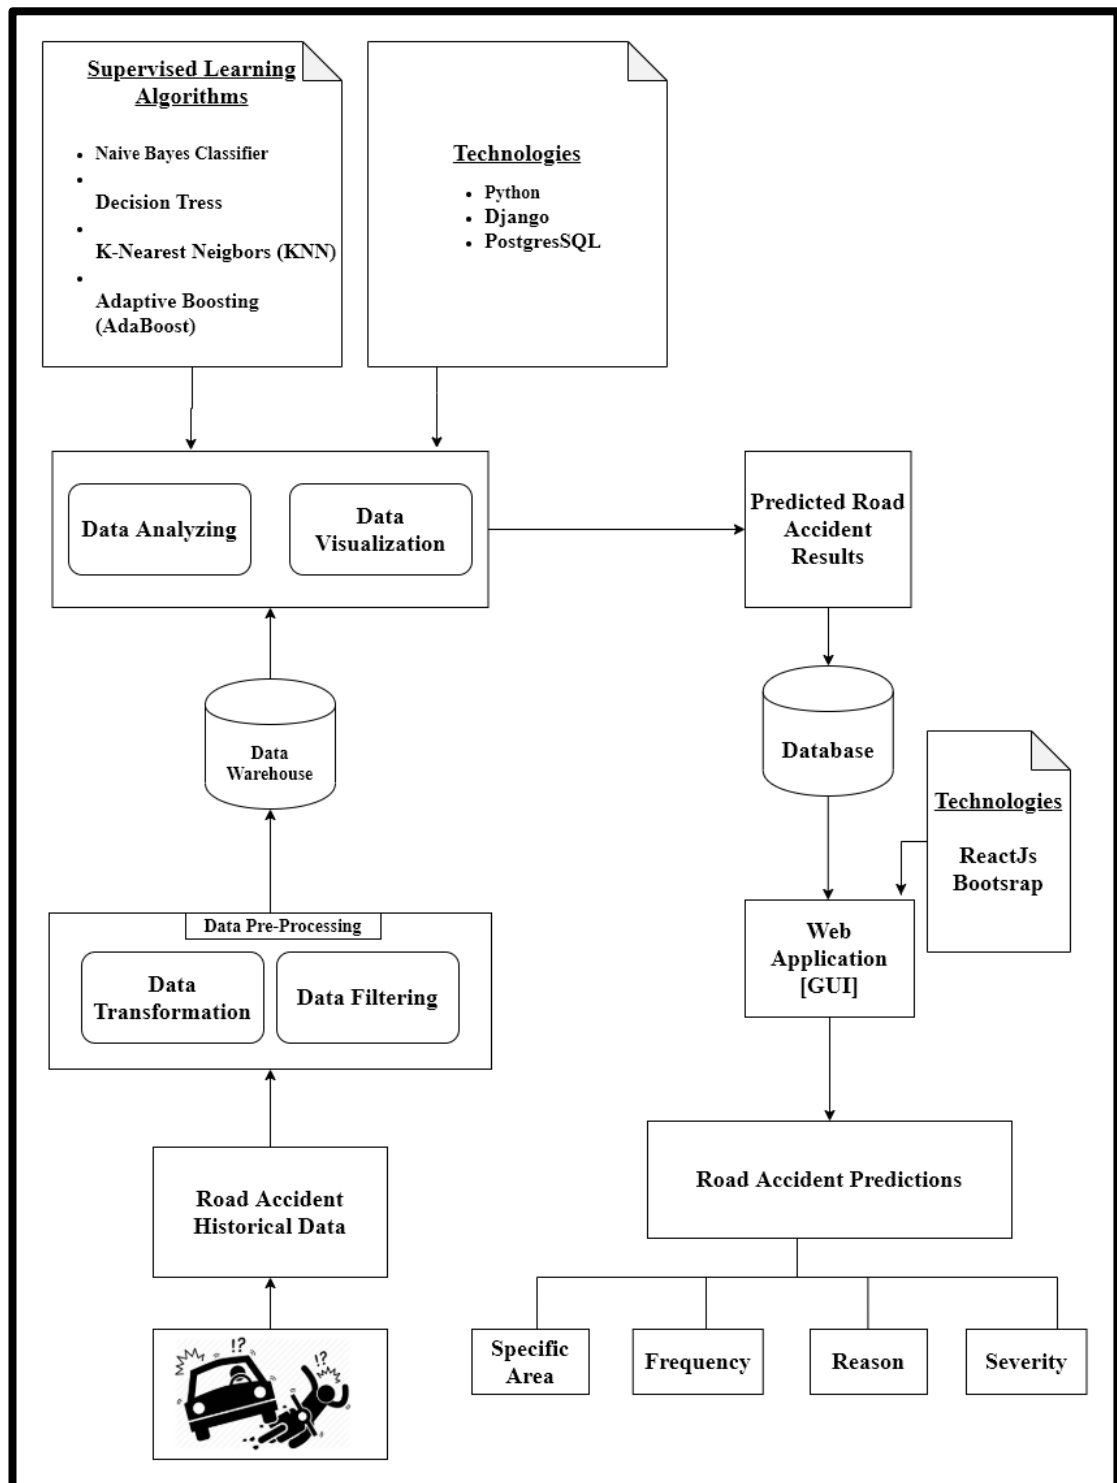 Supervised Learning
Algorithms
Naive Bayes Classifier
Decision Tress
K-Nearest Neigbors (KNN)
Adaptive Boosting
(AdaBoost)
Technologies
Python
Django
PostgresSQL
Data Analyzing
Data
Visualization
Predicted Road
Accident
Results
Data
Warehouse
Database
Technologies
ReactJs
Bootsrap
Data Pre-Processing
Data
Transformation
Data Filtering
Web
Application
[GUI]
Road Accident
Historical Data
Road Accident Predictions
!?
!?
Specific
Area
Frequency
Reason
Severity